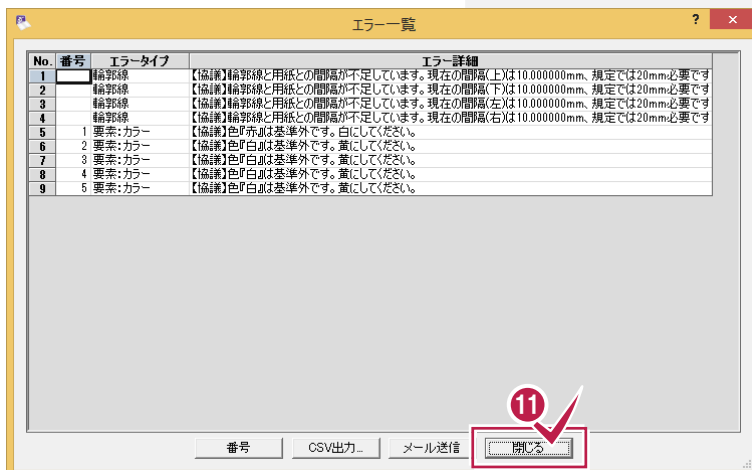 エラー一覧
? ×
No. 番号 エラータイプ エラー詳細
1 輪郭線 【協議】輪郭線と用紙との間隔が不足しています。現在の間隔(上)は10.000000mm、規定では20mm必要です
2 輪郭線 【協議】輪郭線と用紙との間隔が不足しています。現在の間隔(下)は10.000000mm、規定では20mm必要です
3 輪郭線 【協議】輪郭線と用紙との間隔が不足しています。現在の間隔(左)は10.000000mm、規定では20mm必要です
4 輪郭線 【協議】輪郭線と用紙との間隔が不足しています。現在の間隔(右)は10.000000mm、規定では20mm必要です
5 1 要素:カラー 【協議】色『赤』は基準外です。白にしてください。
6 2 要素:カラー 【協議】色『白』は基準外です。黄にしてください。
7 3 要素:カラー 【協議】色『白』は基準外です。黄にしてください。
8 4 要素:カラー 【協議】色『白』は基準外です。黄にしてください。
9 5 要素:カラー 【協議】色『白』は基準外です。黄にしてください。
11
番号 CSV出力... メール送信 閉じる